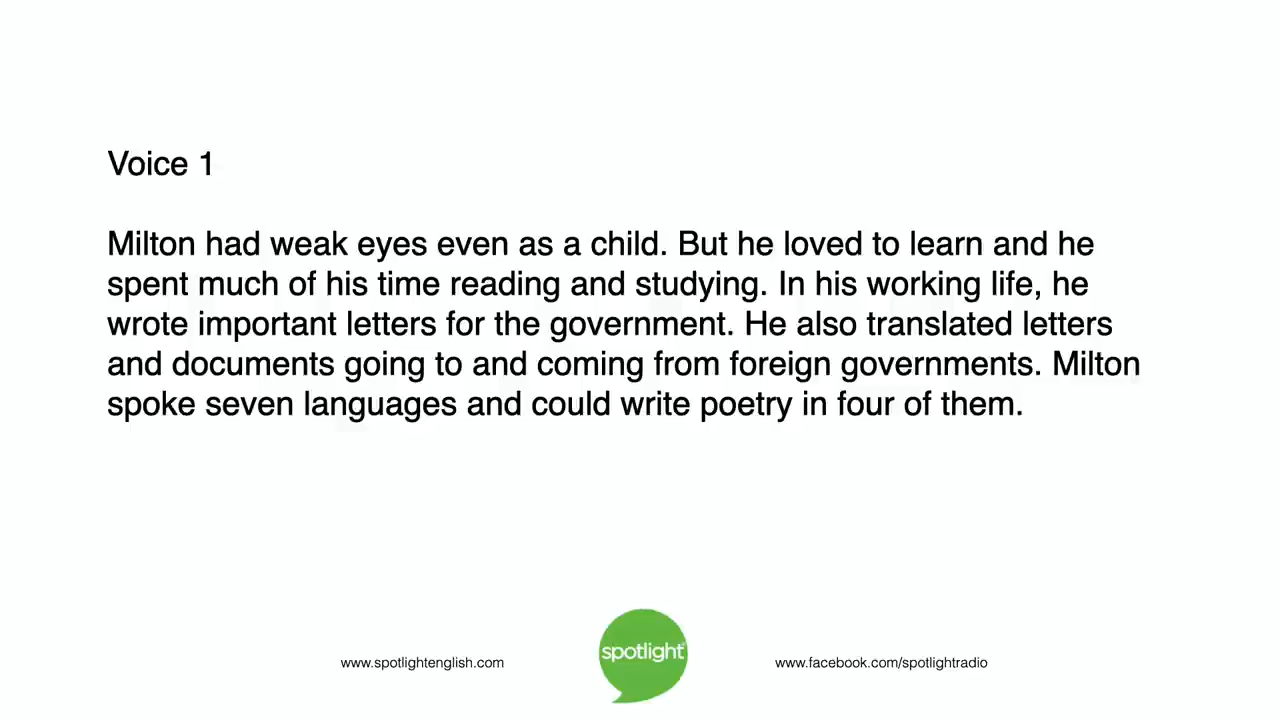 Voice 1
Milton had weak eyes even as a child. But he loved to learn and he
spent much of his time reading and studying. In his working life, he
wrote important letters for the government. He also translated letters
and documents going to and coming from foreign governments. Milton
spoke seven languages and could write poetry in four of them.
www.spotlightenglish.com
spotlight
www.facebook.com/spotlightradio